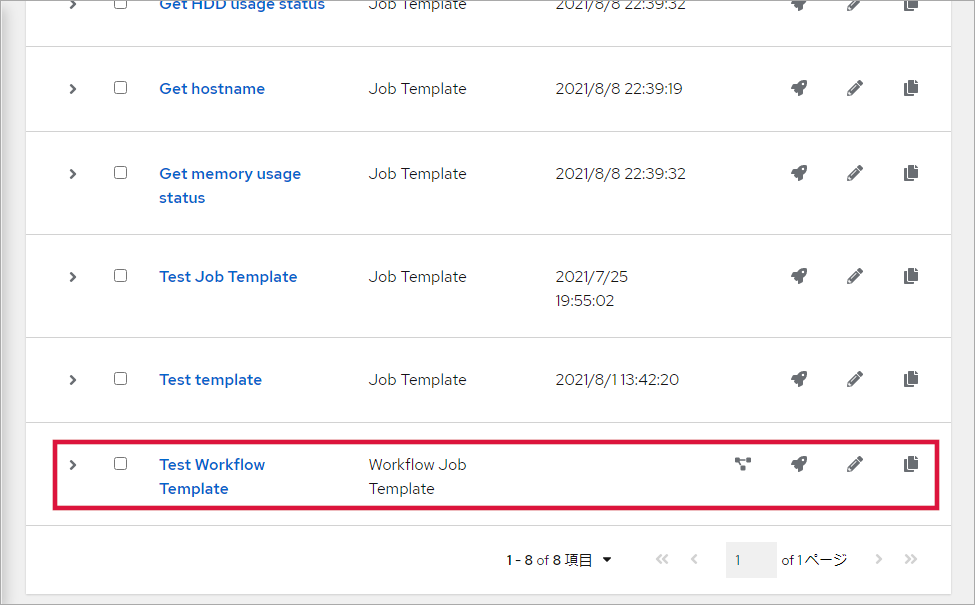 Get HDD usage status Job Template 2021/8/8 22:39:32
Get hostname Job Template 2021/8/8 22:39:19
Get memory usage Job Template 2021/8/8 22:39:32
status
Test Job Template Job Template 2021/7/25
19:55:02
Test template Job Template 2021/8/1 13:42:20
Test Workflow Workflow Job
Template Template
1 - 8 of 8 項目 1 of 1 ページ